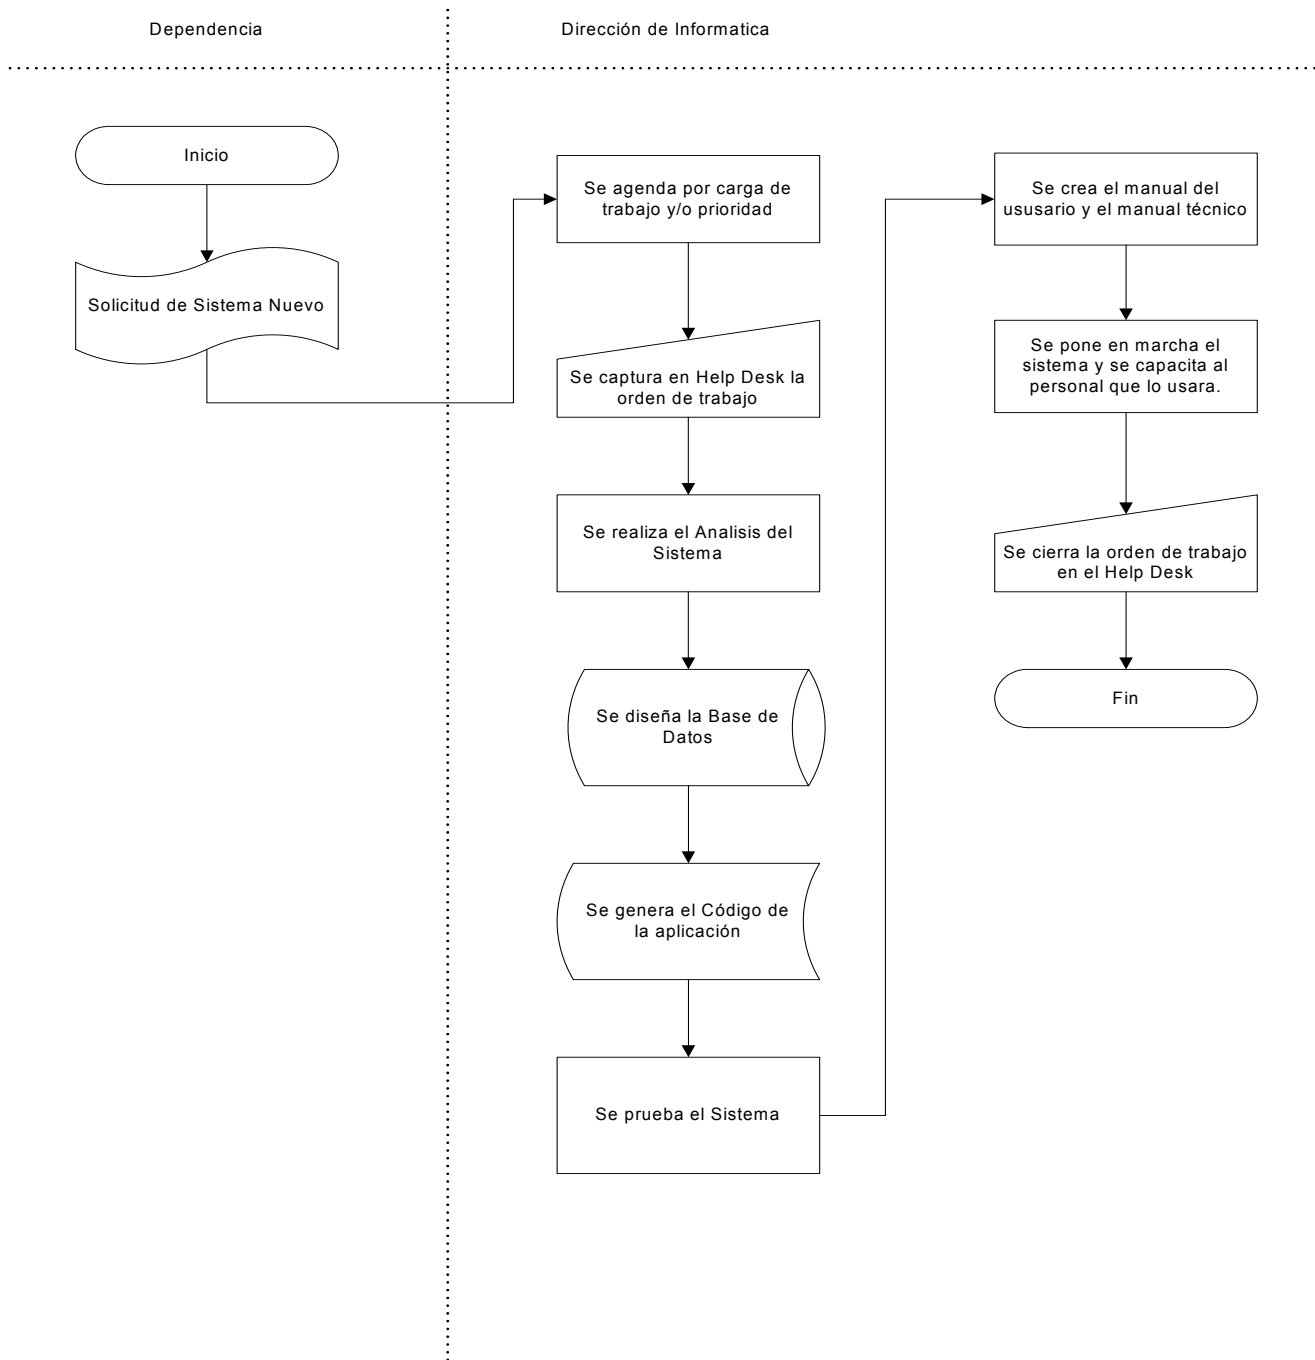 Dependencia
Dirección de Informatica
Inicio
Solicitud de Sistema Nuevo
Se agenda por carga de
trabajo y/o prioridad
Se captura en Help Desk la
orden de trabajo
Se realiza el Analisis del
Sistema
Se diseña la Base de
Datos
Se genera el Código de
la aplicación
Se prueba el Sistema
Se crea el manual del
ususario y el manual técnico
Se pone en marcha el
sistema y se capacita al
personal que lo usara.
Se cierra la orden de trabajo
en el Help Desk
Fin